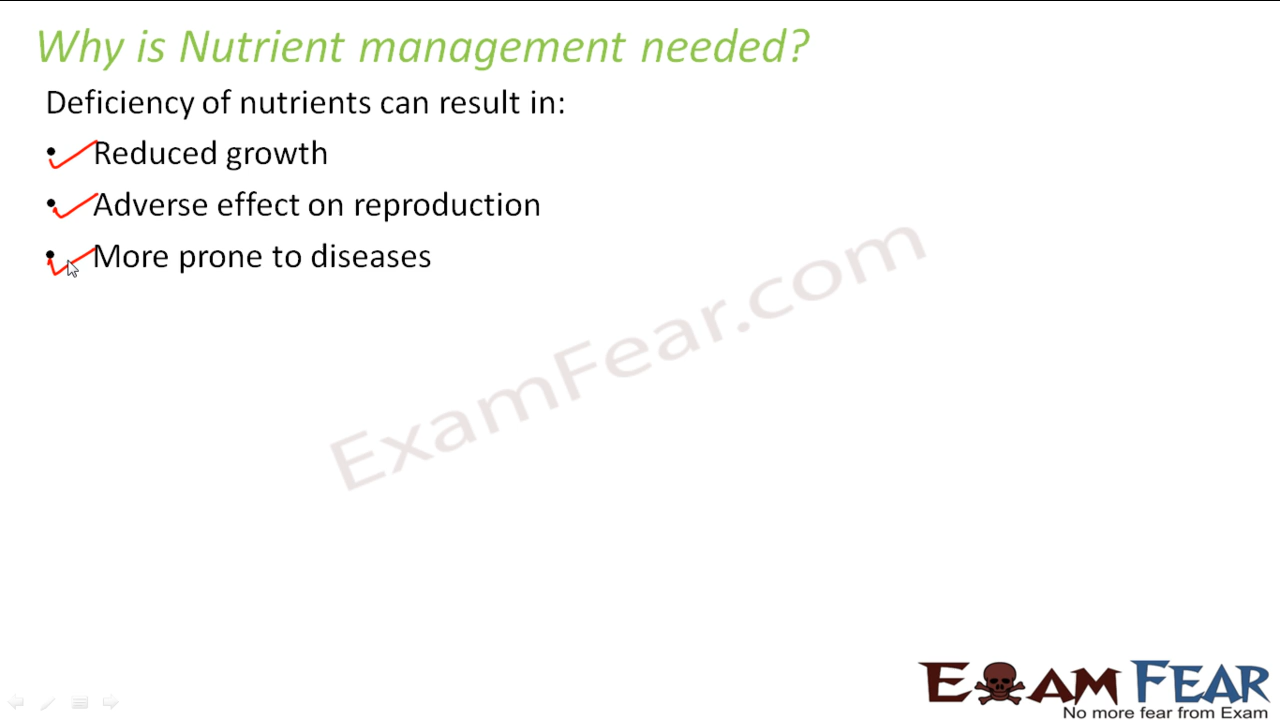 Why is Nutrient management needed?
Deficiency of nutrients can result in:
• Reduced growth
• Adverse effect on reproduction
• More prone to diseases
ExamFear.com
EXAM FEAR
No more fear from Exam